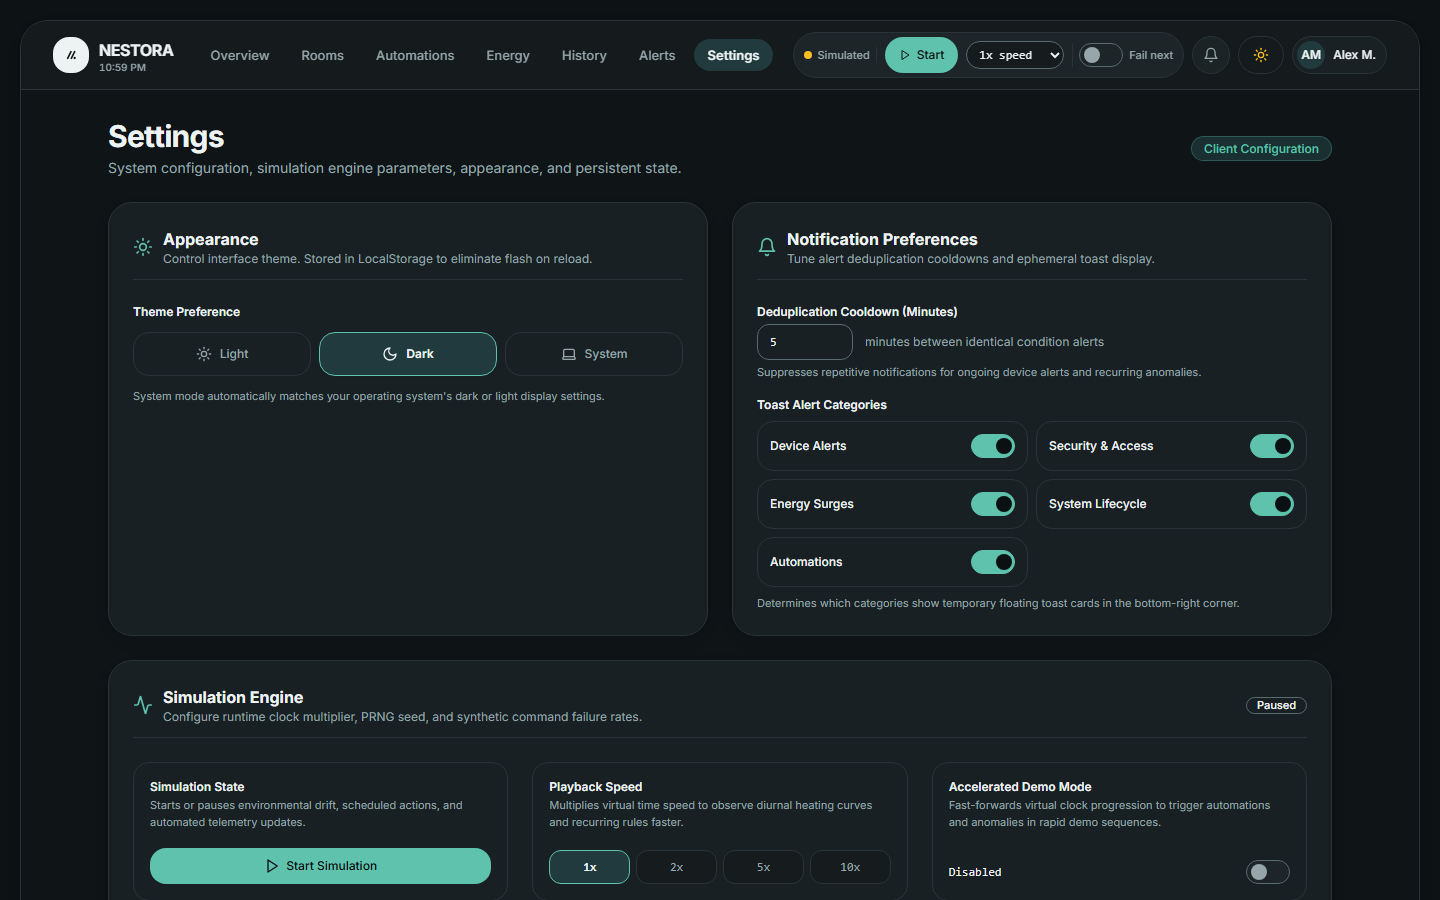 NESTORA
10:59 PM
Overview
Rooms
Automations
Energy
History
Alerts
Settings
Simulated
Start
1x speed
Fail next
AM
Alex M.
Settings
System configuration, simulation engine parameters, appearance, and persistent state.
Client Configuration
Appearance
Control interface theme. Stored in LocalStorage to eliminate flash on reload.
Theme Preference
Light
Dark
System
System mode automatically matches your operating system's dark or light display settings.
Notification Preferences
Tune alert deduplication cooldowns and ephemeral toast display.
Deduplication Cooldown (Minutes)
5
minutes between identical condition alerts
Suppresses repetitive notifications for ongoing device alerts and recurring anomalies.
Toast Alert Categories
Device Alerts
Security & Access
Energy Surges
System Lifecycle
Automations
Determines which categories show temporary floating toast cards in the bottom-right corner.
Simulation Engine
Configure runtime clock multiplier, PRNG seed, and synthetic command failure rates.
Paused
Simulation State
Starts or pauses environmental drift, scheduled actions, and
automated telemetry updates.
Start Simulation
Playback Speed
Multiplies virtual time speed to observe diurnal heating curves
and recurring rules faster.
1x
2x
5x
10x
Accelerated Demo Mode
Fast-forwards virtual clock progression to trigger automations
and anomalies in rapid demo sequences.
Disabled